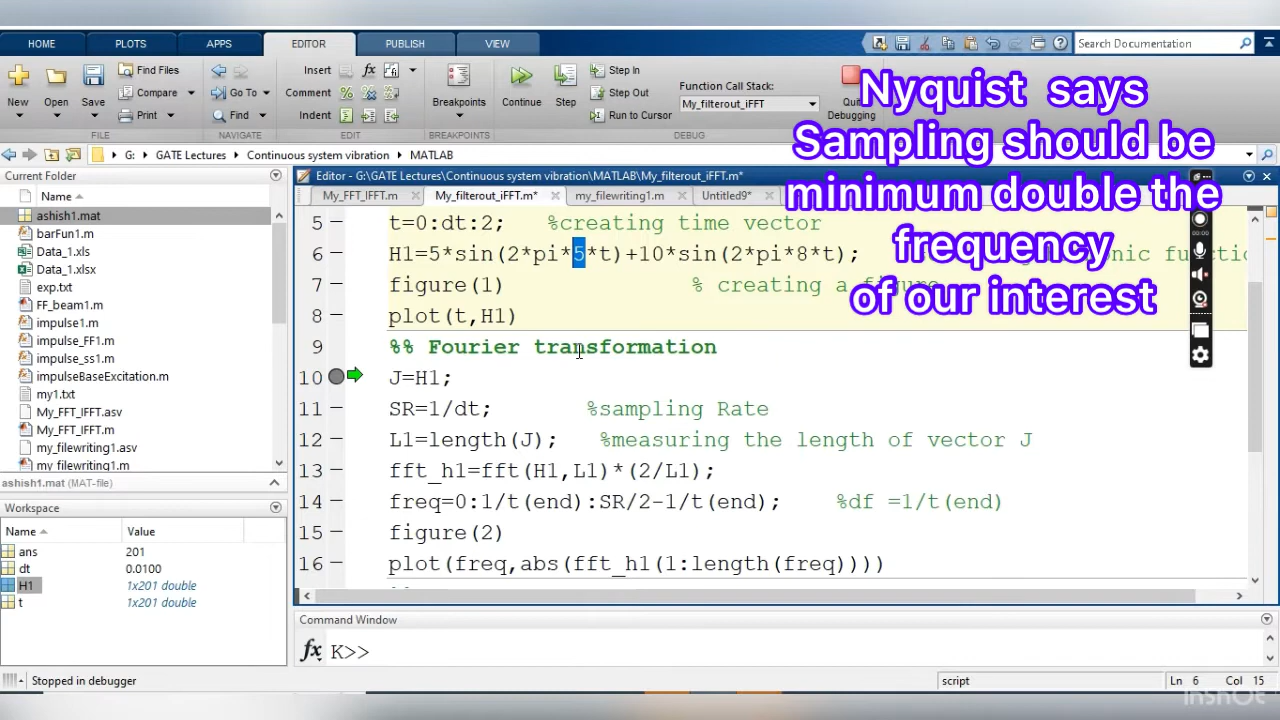 HOME PLOTS APPS EDITOR PUBLISH VIEW
Search Documentation
New Open Save
Find Files
Compare
Print
Go To
Find
Insert
Comment
Indent
Breakpoints
Continue
Step
Step In
Step Out
Run to Cursor
Function Call Stack:
My_filterout_iFFT
Quit
Debugging
FILE NAVIGATE EDIT BREAKPOINTS DEBUG
Nyquist says
Sampling should be
minimum double the
frequency
of our interest
G: GATE Lectures Continuous system vibration MATLAB
Current Folder
Name
ashish1.mat
barFun1.m
Data_1.xls
Data_1.xlsx
exp.txt
FF_beam1.m
impulse1.m
impulse_FF1.m
impulse_ss1.m
impulseBaseExcitation.m
my1.txt
My_FFT_IFFT.asv
My_FFT_IFFT.m
my_filewriting1.asv
my_filewriting1.m
ashish1.mat (MAT-file)
Workspace
Name Value
ans 201
dt 0.0100
H1 1x201 double
t 1x201 double
Editor - G:\GATE Lectures\Continuous system vibration\MATLAB\My_filterout_iFFT.m*
My_FFT_IFFT.m My_filterout_iFFT.m* my_filewriting1.m Untitled9*
5 t=0:dt:2; %creating time vector
6 H1=5*sin(2*pi*5*t)+10*sin(2*pi*8*t);
7 figure(1) % creating a figure
8 plot(t,H1)
9 %% Fourier transformation
10 J=H1;
11 SR=1/dt; %sampling Rate
12 L1=length(J); %measuring the length of vector J
13 fft_h1=fft(H1,L1)*(2/L1);
14 freq=0:1/t(end):SR/2-1/t(end); %df =1/t(end)
15 figure(2)
16 plot(freq,abs(fft_h1(1:length(freq))))
Command Window
fx K>>
Stopped in debugger
script
Ln 6 Col 15
InShOt